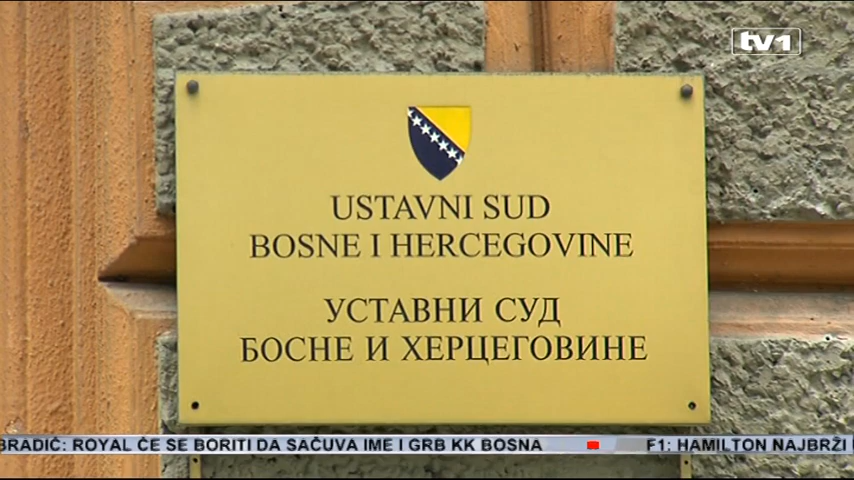 tv1
USTAVNI SUD
BOSNE I HERCEGOVINE
УСТАВНИ СУД
БОСНЕ И ХЕРЦЕГОВИНЕ
BRADIĆ: ROYAL ĆE SE BORITI DA SAČUVA IME I GRB KK BOSNA
F1: HAMILTON NAJBRŽI